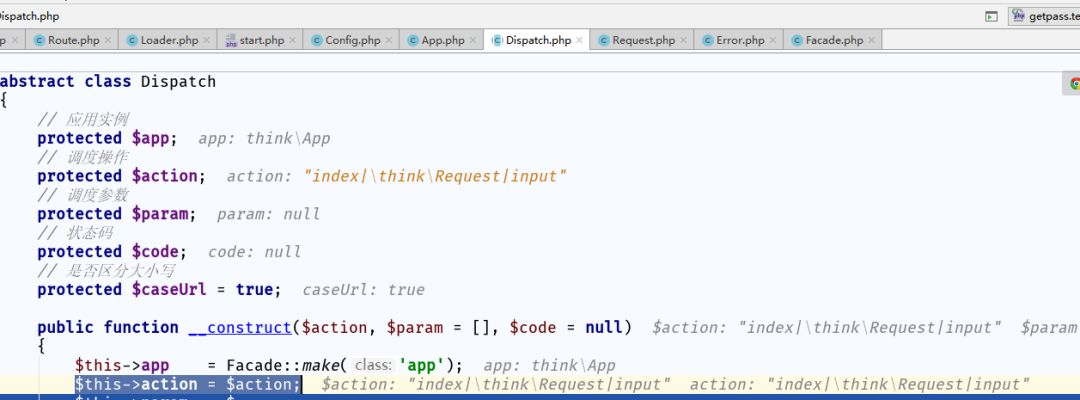 Dispatch.php
getpass.te
p Route.php Loader.php start.php Config.php App.php Dispatch.php Request.php Error.php Facade.php
abstract class Dispatch
{
// 应用实例
protected $app; app: think\App
// 调度操作
protected $action; action: "index|\think\Request|input"
// 调度参数
protected $param; param: null
// 状态码
protected $code; code: null
// 是否区分大小写
protected $caseUrl = true; caseUrl: true
public function __construct($action, $param = [], $code = null) $action: "index|\think\Request|input" $param
{
$this->app = Facade::make( class: 'app'); app: think\App
$this->action = $action; $action: "index|\think\Request|input" action: "index|\think\Request|input"